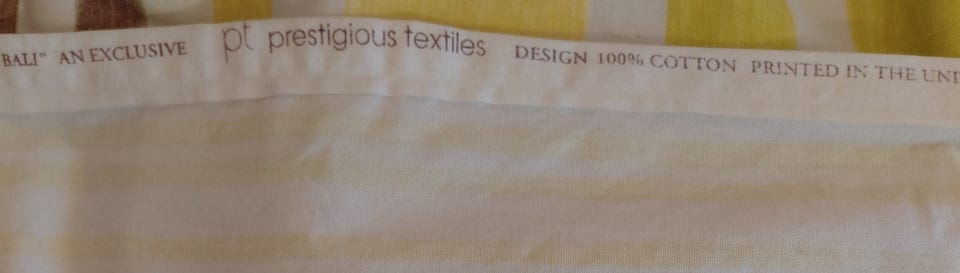 BALI" AN EXCLUSIVE pt prestigious textiles DESIGN 100% COTTON PRINTED IN THE UNI